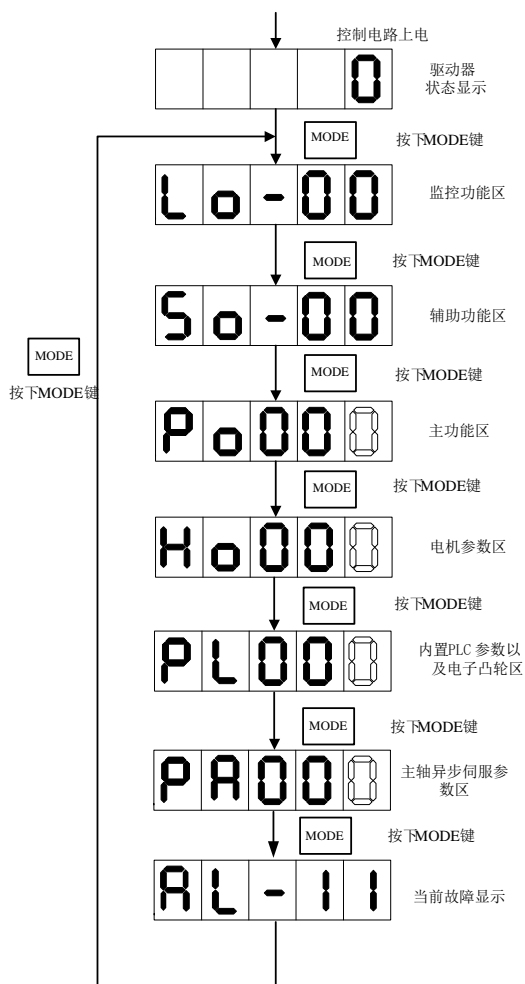 控制电路上电
0
驱动器
状态显示
MODE
按下MODE键
Lo-00
监控功能区
MODE
按下MODE键
So-00
辅助功能区
MODE
按下MODE键
MODE
按下MODE键
Po000
主功能区
MODE
按下MODE键
Ho000
电机参数区
MODE
按下MODE键
PL000
内置PLC 参数以
及电子凸轮区
MODE
按下MODE键
PA000
主轴异步伺服参
数区
MODE
按下MODE键
AL-11
当前故障显示